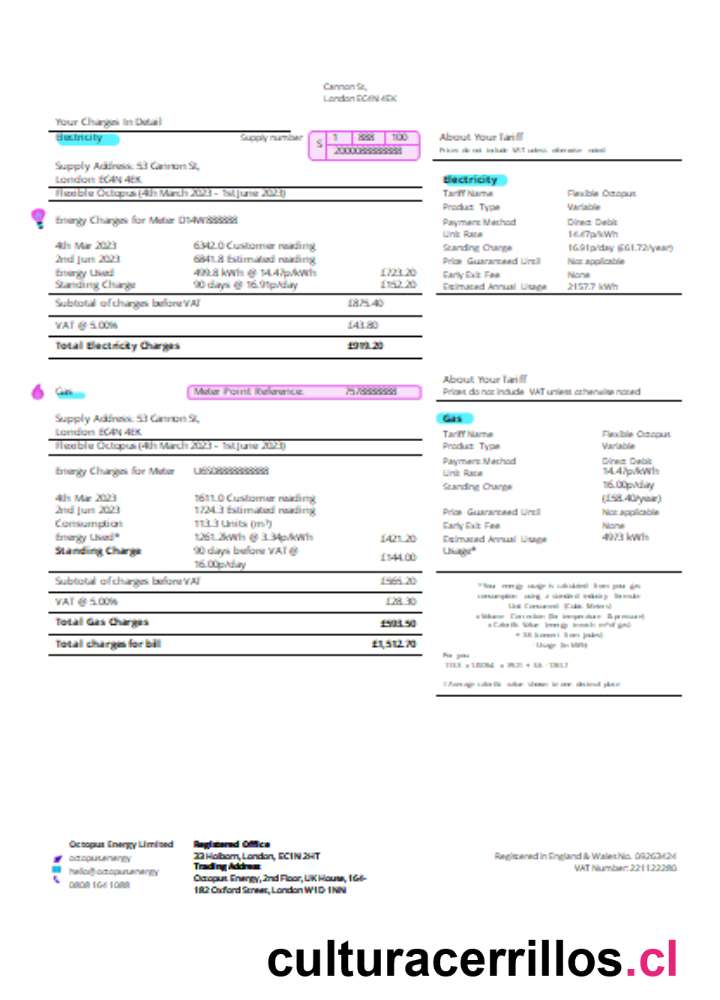 Cannon St,
London EC4N 4EK
Your Charges In Detail
Electricity
Supply number
S 1 888 100
2000088888888
Supply Address. 53 Cannon St,
London EC4N 4EK
Flexible Octopus (4th March 2023 - 1st June 2023)
Energy Charges for Meter D14W888888
4th Mar 2023 6342.0 Customer reading
2nd Jun 2023 6841.8 Estimated reading
Energy Used 499.8 kWh @ 14.47p/kWh £723.20
Standing Charge 90 days @ 16.91p/day £152.20
Subtotal of charges before VAT £875.40
VAT @ 5.00% £43.80
Total Electricity Charges £919.20
About Your Tariff
Prices do not include VAT unless otherwise noted
Electricity
Tariff Name Flexible Octopus
Product Type Variable
Payment Method Direct Debit
Unit Rate 14.47p/kWh
Standing Charge 16.91p/day (£61.72/year)
Price Guaranteed Until Not applicable
Early Exit Fee None
Estimated Annual Usage 2157.7 kWh
Gas
Meter Point Reference. 7578888888
Supply Address. 53 Cannon St,
London EC4N 4EK
Flexible Octopus (4th March 2023 - 1st June 2023)
Energy Charges for Meter
4th Mar 2023 1611.0 Customer reading
2nd Jun 2023 1724.3 Estimated reading
Consumption 113.3 Units (m³)
Energy Used* 1261.2kWh @ 3.34p/kWh £421.20
Standing Charge 90 days before VAT @
16.00p/day £144.00
Subtotal of charges before VAT £565.20
VAT @ 5.00% £28.30
Total Gas Charges £593.50
Total charges for bill £1,512.70
About Your Tariff
Prices do not include VAT unless otherwise noted
Gas
Tariff Name Flexible Octopus
Product Type Variable
Payment Method Direct Debit
Unit Rate 14.47p/kWh
Standing Charge 16.00p/day
(£58.40/year)
Price Guaranteed Until Not applicable
Early Exit Fee None
Estimated Annual Usage 4973 kWh
Usage*
*Your energy usage is calculated from your gas
consumption using a standard industry formula:
Unit Consumed (Cubic Meters)
x Volume Correction (for temperature & pressure)
x Calorific Value (energy in each m³ of gas)
÷ 3.6 (convert from joules)
Usage (in kWh)
For you
† Average calorific value shown to one decimal place
Octopus Energy Limited
octopus.energy
hello@octopus.energy
0808 164 1088
Registered Office
33 Holborn, London, EC1N 2HT
Trading Address
Octopus Energy, 2nd Floor, UK House, 164-
182 Oxford Street, London W1D 1NN
Registered in England & Wales No. 09263424
VAT Number: 221122280
culturacerrillos.cl